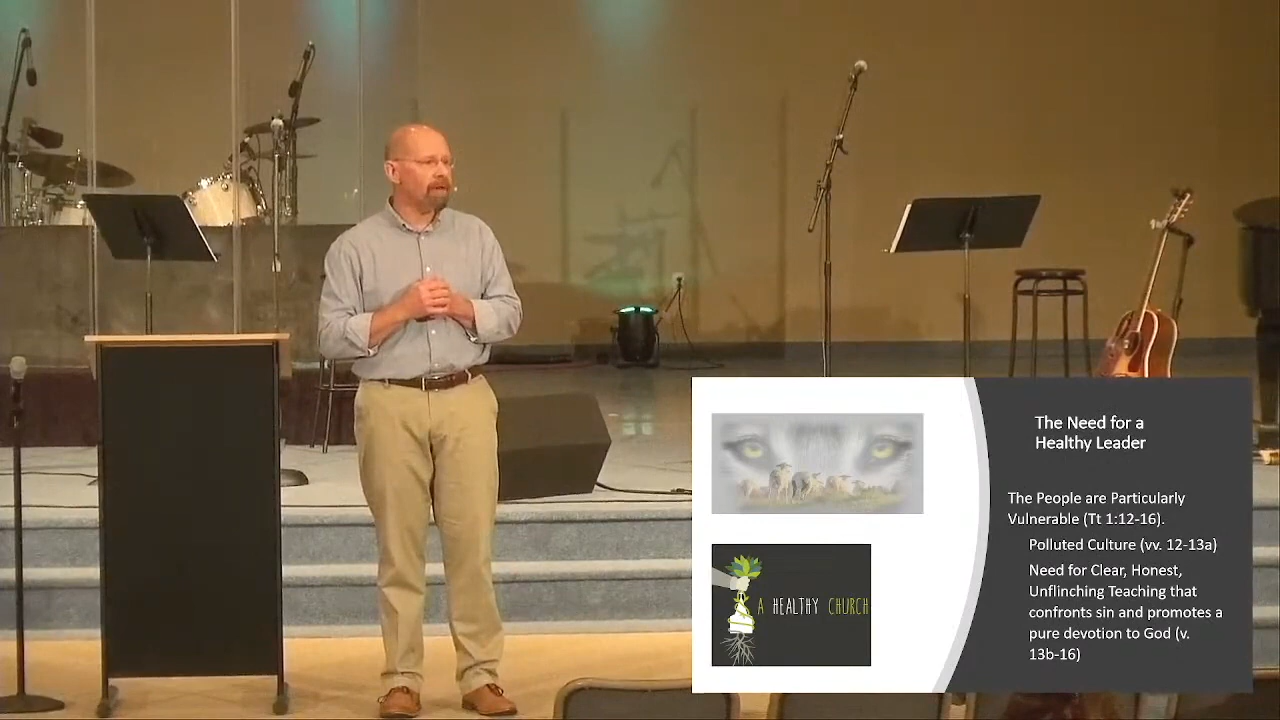 The Need for a
Healthy Leader
The People are Particularly
Vulnerable (Tt 1:12-16).
Polluted Culture (vv. 12-13a)
Need for Clear, Honest,
Unflinching Teaching that
confronts sin and promotes a
pure devotion to God (v.
13b-16)
A HEALTHY CHURCH